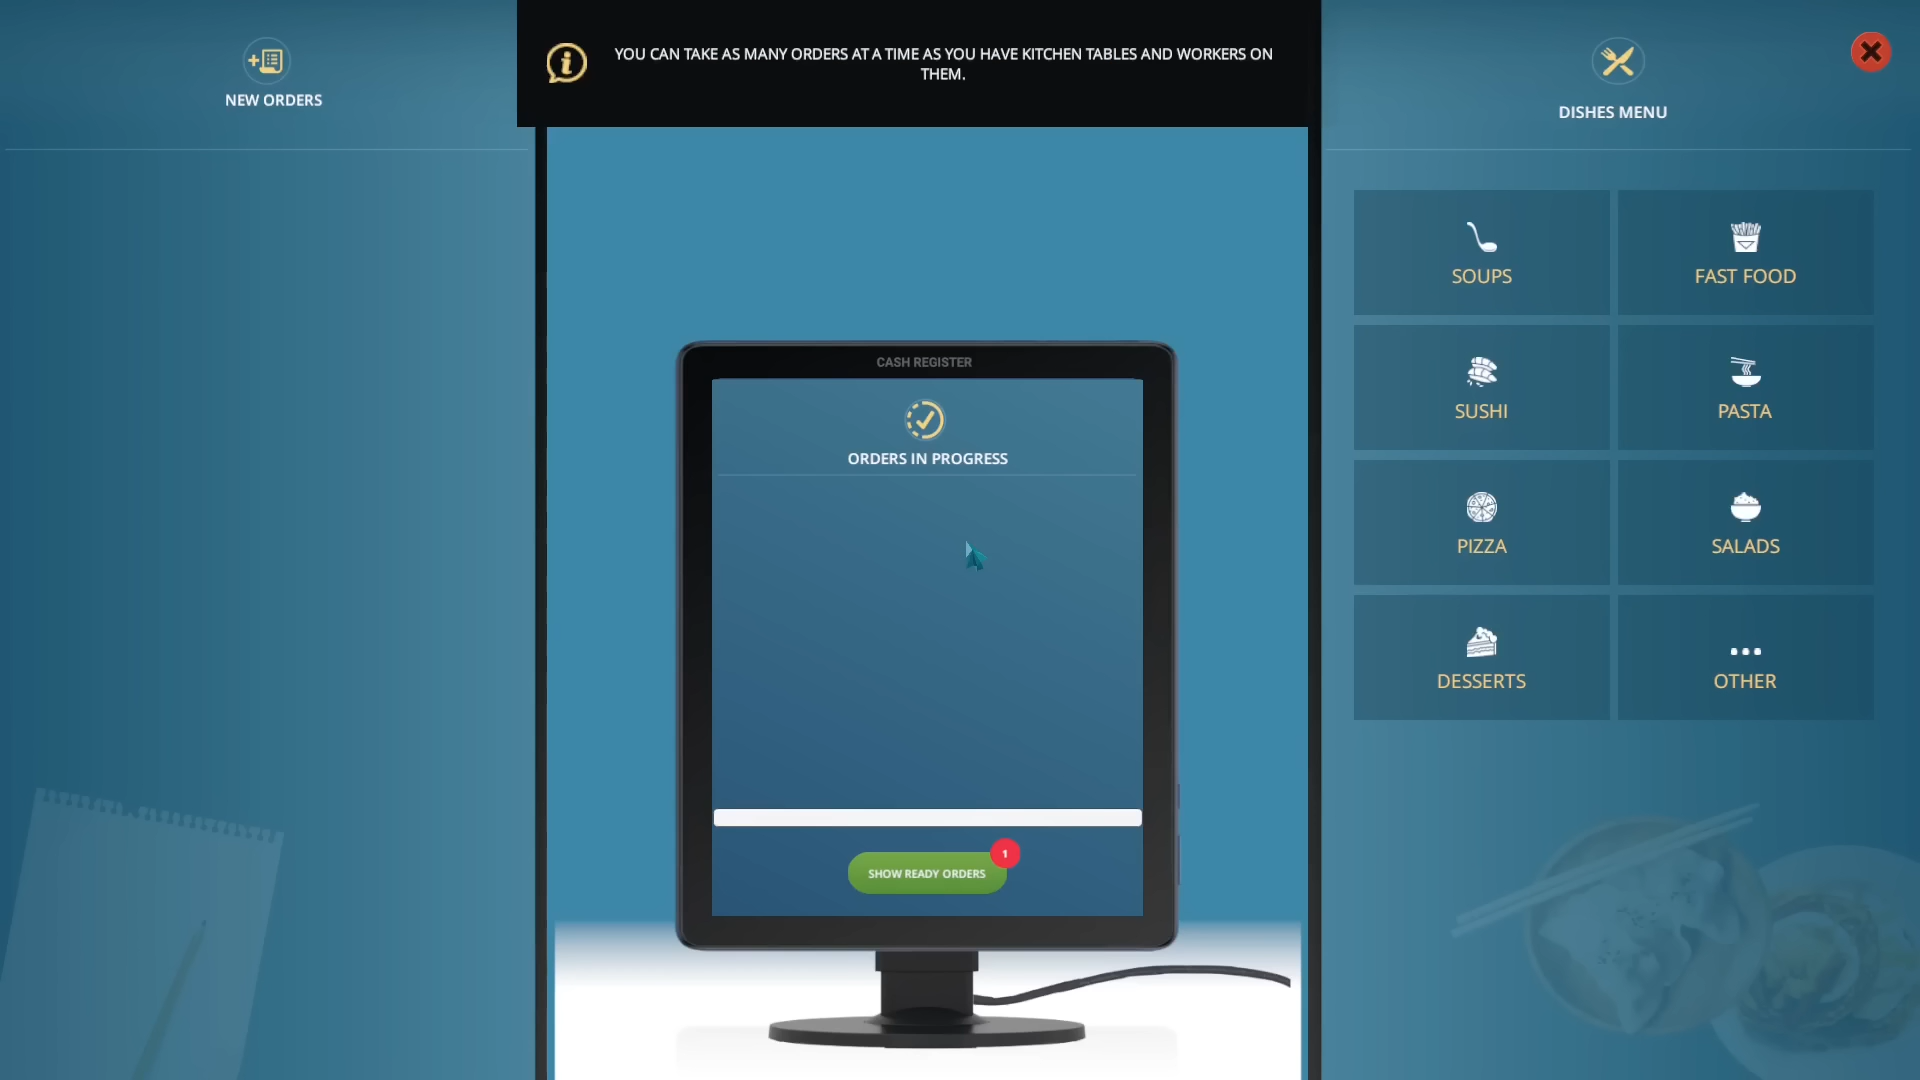 NEW ORDERS
YOU CAN TAKE AS MANY ORDERS AT A TIME AS YOU HAVE KITCHEN TABLES AND WORKERS ON
THEM.
DISHES MENU
SOUPS
FAST FOOD
SUSHI
PASTA
PIZZA
SALADS
DESSERTS
OTHER
CASH REGISTER
ORDERS IN PROGRESS
1
SHOW READY ORDERS